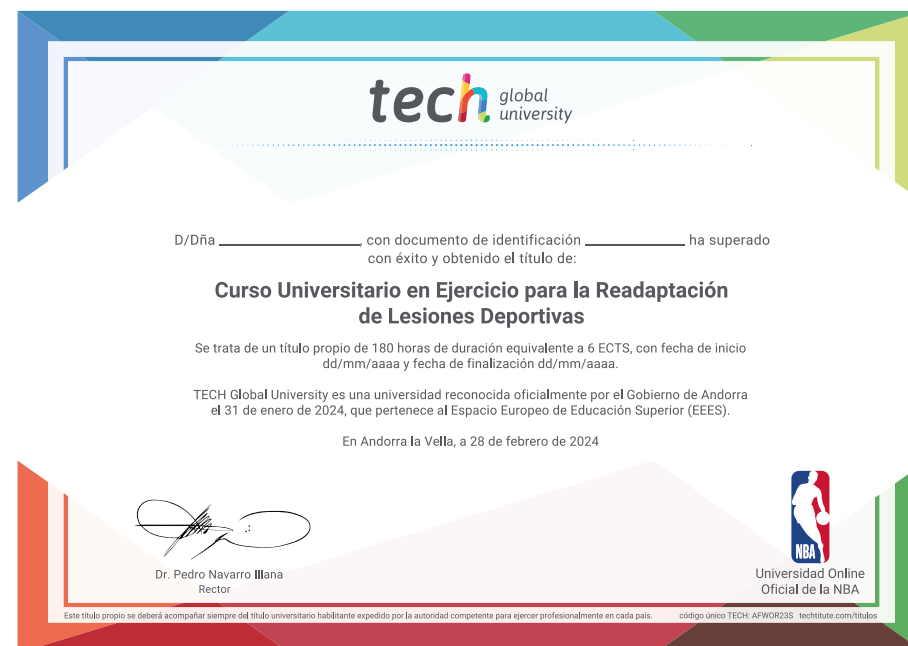 tech global university
D/Dña ____________________, con documento de identificación ______________ ha superado
con éxito y obtenido el título de:
Curso Universitario en Ejercicio para la Readaptación
de Lesiones Deportivas
Se trata de un título propio de 180 horas de duración equivalente a 6 ECTS, con fecha de inicio
dd/mm/aaaa y fecha de finalización dd/mm/aaaa.
TECH Global University es una universidad reconocida oficialmente por el Gobierno de Andorra
el 31 de enero de 2024, que pertenece al Espacio Europeo de Educación Superior (EEES).
En Andorra la Vella, a 28 de febrero de 2024
NBA
Dr. Pedro Navarro Illana
Rector
Universidad Online
Oficial de la NBA
Este título propio se deberá acompañar siempre del título universitario habilitante expedido por la autoridad competente para ejercer profesionalmente en cada país.
código único TECH: AFWOR23S techtitute.com/titulos